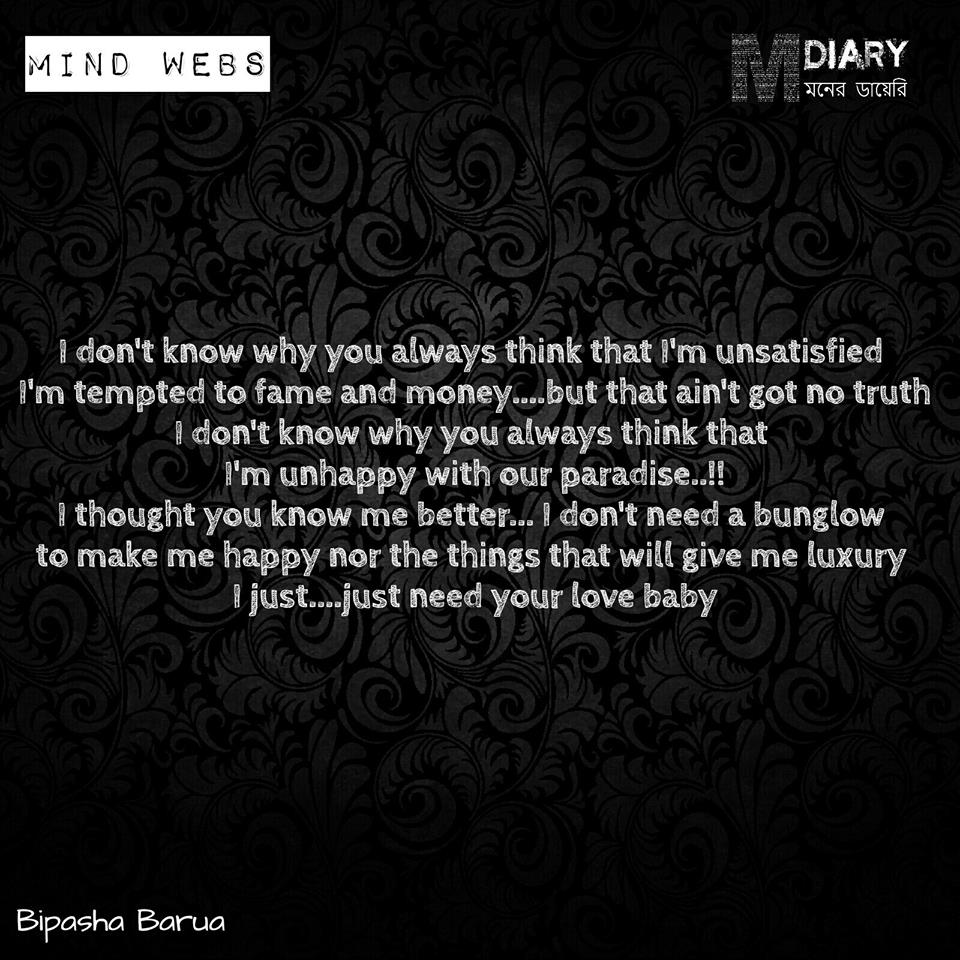 MIND WEBS
M DIARY
মনের ডায়েরি
I don't know why you always think that I'm unsatisfied
I'm tempted to fame and money.....but that ain't got no truth
I don't know why you always think that
I'm unhappy with our paradise..!!
I thought you know me better... I don't need a bunglow
to make me happy nor the things that will give me luxury
I just....just need your love baby
Bipasha Barua